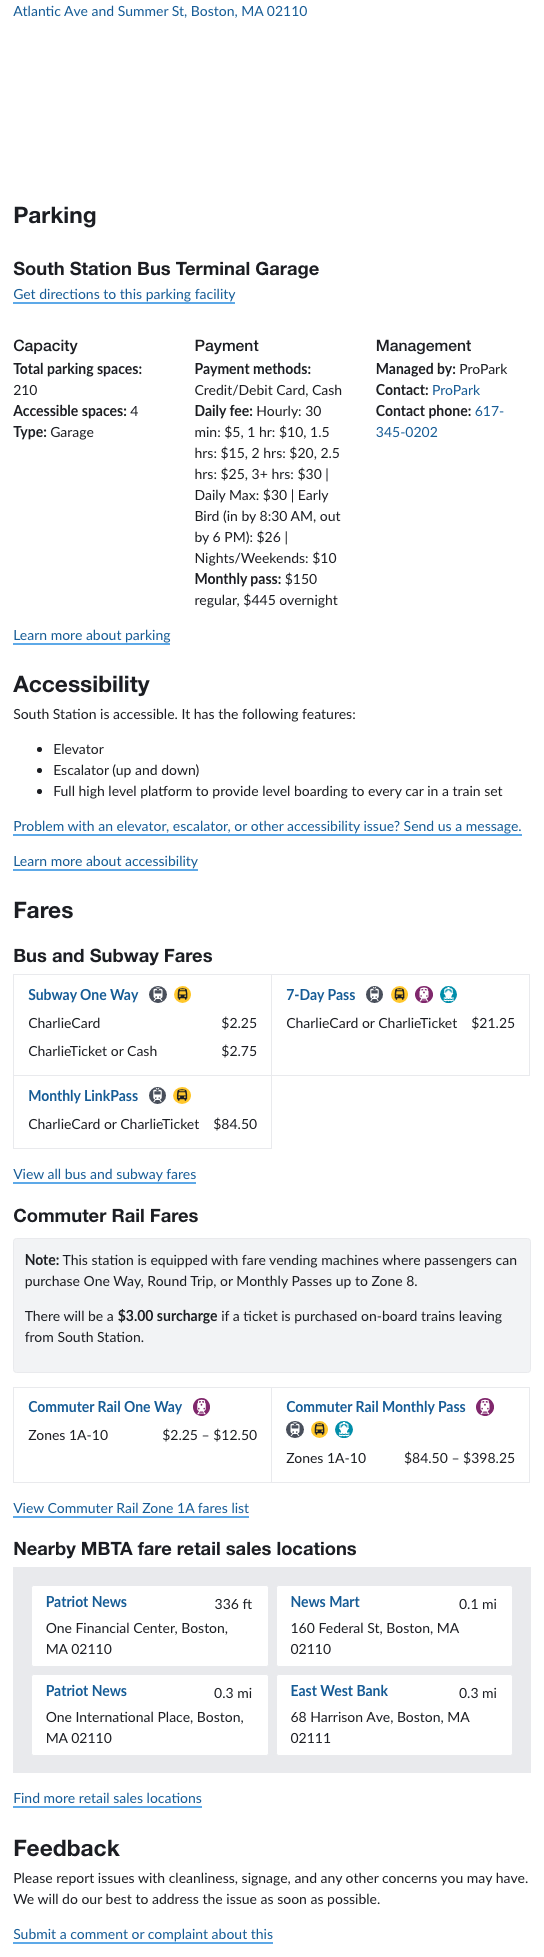 Atlantic Ave and Summer St, Boston, MA 02110
Parking
South Station Bus Terminal Garage
Get directions to this parking facility
Capacity
Total parking spaces:
210
Accessible spaces: 4
Type: Garage
Payment
Payment methods:
Credit/Debit Card, Cash
Daily fee: Hourly: 30
min: $5, 1 hr: $10, 1.5
hrs: $15, 2 hrs: $20, 2.5
hrs: $25, 3+ hrs: $30 |
Daily Max: $30 | Early
Bird (in by 8:30 AM, out
by 6 PM): $26 |
Nights/Weekends: $10
Monthly pass: $150
regular, $445 overnight
Management
Managed by: ProPark
Contact: ProPark
Contact phone: 617-
345-0202
Learn more about parking
Accessibility
South Station is accessible. It has the following features:
• Elevator
• Escalator (up and down)
• Full high level platform to provide level boarding to every car in a train set
Problem with an elevator, escalator, or other accessibility issue? Send us a message.
Learn more about accessibility
Fares
Bus and Subway Fares
Subway One Way
CharlieCard $2.25
CharlieTicket or Cash $2.75
7-Day Pass
CharlieCard or CharlieTicket $21.25
Monthly LinkPass
CharlieCard or CharlieTicket $84.50
View all bus and subway fares
Commuter Rail Fares
Note: This station is equipped with fare vending machines where passengers can
purchase One Way, Round Trip, or Monthly Passes up to Zone 8.
There will be a $3.00 surcharge if a ticket is purchased on-board trains leaving
from South Station.
Commuter Rail One Way
Zones 1A-10 $2.25 – $12.50
Commuter Rail Monthly Pass
Zones 1A-10 $84.50 – $398.25
View Commuter Rail Zone 1A fares list
Nearby MBTA fare retail sales locations
Patriot News 336 ft
One Financial Center, Boston,
MA 02110
News Mart 0.1 mi
160 Federal St, Boston, MA
02110
Patriot News 0.3 mi
One International Place, Boston,
MA 02110
East West Bank 0.3 mi
68 Harrison Ave, Boston, MA
02111
Find more retail sales locations
Feedback
Please report issues with cleanliness, signage, and any other concerns you may have.
We will do our best to address the issue as soon as possible.
Submit a comment or complaint about this